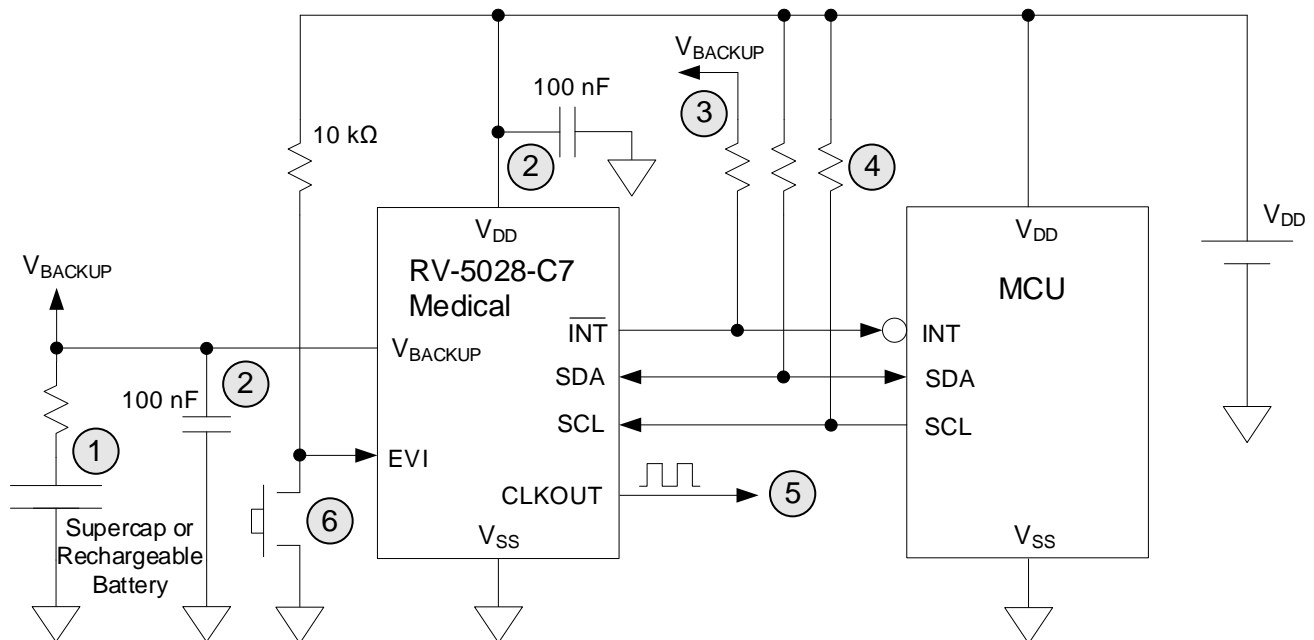 V_BACKUP
3
100 nF
10 kΩ
2
4
V_DD
RV-5028-C7
Medical
V_BACKUP
I̅N̅T̅
SDA
SCL
EVI
CLKOUT
V_SS
V_DD
MCU
INT
SDA
SCL
V_SS
V_DD
V_BACKUP
2
100 nF
1
Supercap or
Rechargeable
Battery
6
5